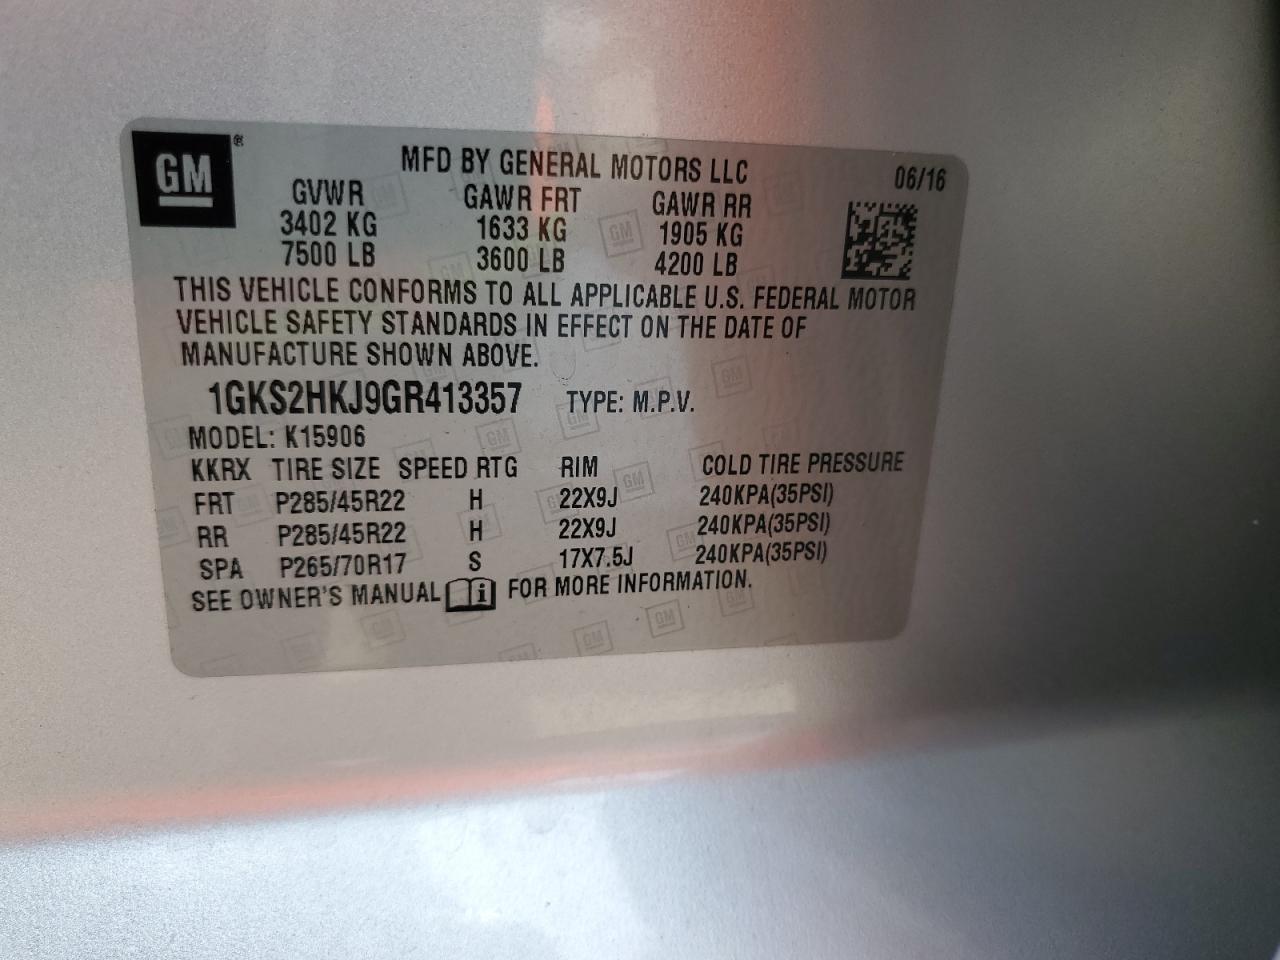 GM®
MFD BY GENERAL MOTORS LLC 06/16
GVWR GAWR FRT GAWR RR
3402 KG 1633 KG 1905 KG
7500 LB 3600 LB 4200 LB
THIS VEHICLE CONFORMS TO ALL APPLICABLE U.S. FEDERAL MOTOR
VEHICLE SAFETY STANDARDS IN EFFECT ON THE DATE OF
MANUFACTURE SHOWN ABOVE.
1GKS2HKJ9GR413357 TYPE: M.P.V.
MODEL: K15906
KKRX TIRE SIZE SPEED RTG RIM COLD TIRE PRESSURE
FRT P285/45R22 H 22X9J 240KPA(35PSI)
RR P285/45R22 H 22X9J 240KPA(35PSI)
SPA P265/70R17 S 17X7.5J 240KPA(35PSI)
SEE OWNER'S MANUAL i FOR MORE INFORMATION.